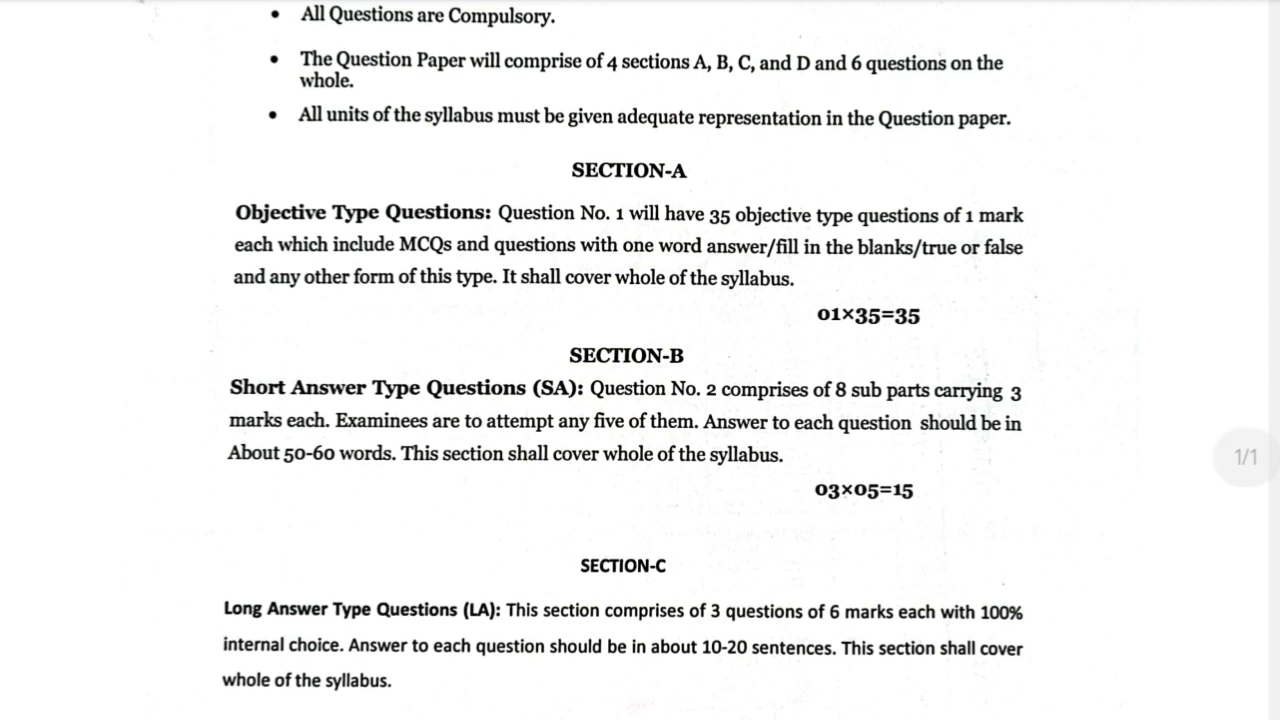 • All Questions are Compulsory.
• The Question Paper will comprise of 4 sections A, B, C, and D and 6 questions on the
whole.
• All units of the syllabus must be given adequate representation in the Question paper.
SECTION-A
Objective Type Questions: Question No. 1 will have 35 objective type questions of 1 mark
each which include MCQs and questions with one word answer/fill in the blanks/true or false
and any other form of this type. It shall cover whole of the syllabus.
01×35=35
SECTION-B
Short Answer Type Questions (SA): Question No. 2 comprises of 8 sub parts carrying 3
marks each. Examinees are to attempt any five of them. Answer to each question should be in
About 50-60 words. This section shall cover whole of the syllabus.
1/1
03×05=15
SECTION-C
Long Answer Type Questions (LA): This section comprises of 3 questions of 6 marks each with 100%
internal choice. Answer to each question should be in about 10-20 sentences. This section shall cover
whole of the syllabus.